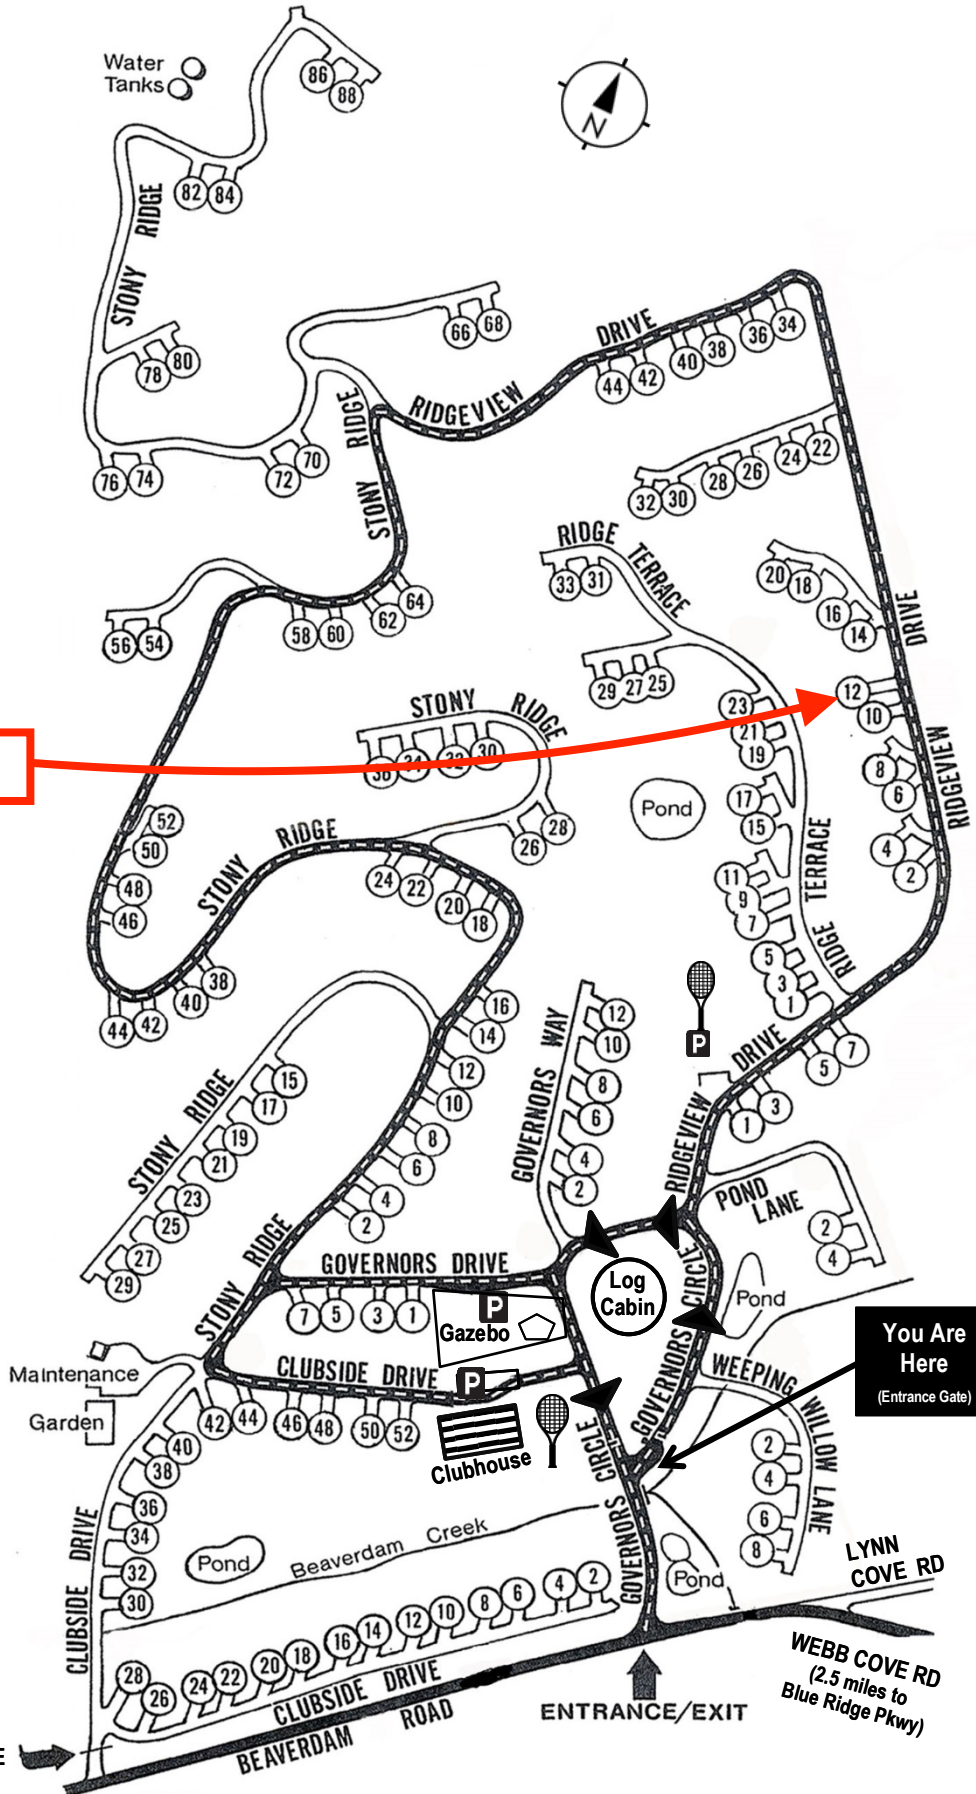 Water
Tanks
86
88
N
82
84
STONY RIDGE
78
80
66
68
DRIVE
RIDGEVIEW
44
42
40
38
36
34
RIDGE
STONY
76
74
72
70
32
30
28
26
24
22
RIDGE TERRACE
33
31
20
18
16
14
DRIVE
56
54
58
60
62
64
29
27
25
12
10
STONY RIDGE
36
34
32
30
23
21
19
8
6
RIDGEVIEW
52
50
28
26
Pond
17
15
4
2
STONY RIDGE
24
22
20
18
48
46
11
9
7
RIDGE TERRACE
5
3
1
44
42
40
38
16
14
12
10
P
DRIVE
7
5
STONY RIDGE
15
17
19
21
23
25
27
29
12
10
8
6
4
2
GOVERNORS WAY
RIDGEVIEW
3
1
8
6
4
2
POND
LANE
2
4
STONY RIDGE
GOVERNORS DRIVE
7
5
3
1
P
Gazebo
Log
Cabin
GOVERNORS CIRCLE
Pond
You Are
Here
(Entrance Gate)
Maintenance
Garden
CLUBSIDE DRIVE
P
42
44
46
48
50
52
Clubhouse
GOVERNORS CIRCLE
WEEPING WILLOW LANE
2
4
6
8
40
38
36
34
32
30
CLUBSIDE DRIVE
Pond
Beaverdam Creek
Pond
LYNN
COVE RD
28
26
24
22
20
18
16
14
12
10
8
6
4
2
CLUBSIDE DRIVE
BEAVERDAM ROAD
ENTRANCE/EXIT
WEBB COVE RD
(2.5 miles to
Blue Ridge Pkwy)
E